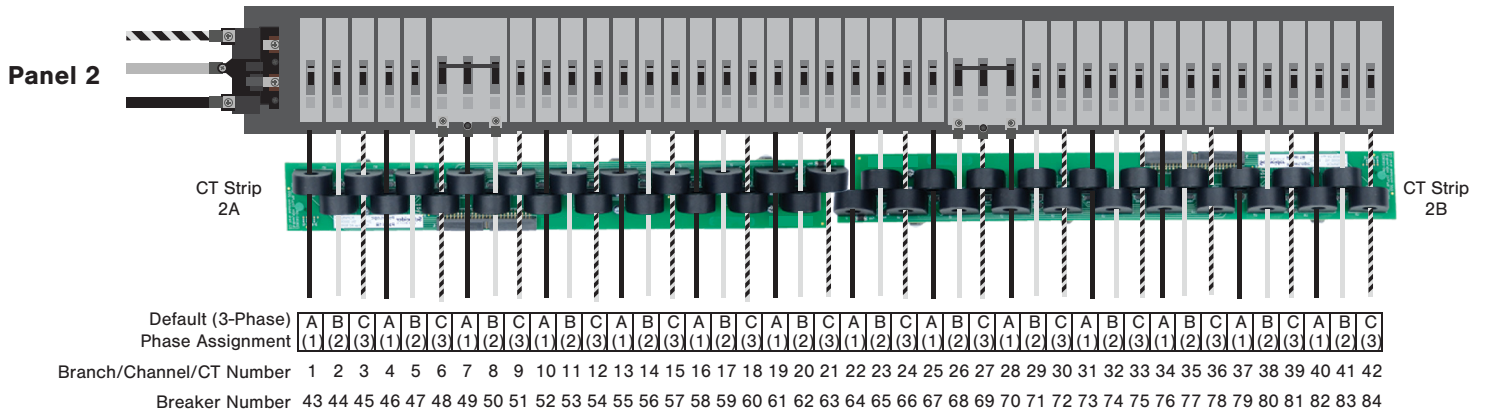 Panel 2
CT Strip
2A
CT Strip
2B
Default (3-Phase) A B C A B C A B C A B C A B C A B C A B C A B C A B C A B C A B C A B C A B C A B C
Phase Assignment (1) (2) (3) (1) (2) (3) (1) (2) (3) (1) (2) (3) (1) (2) (3) (1) (2) (3) (1) (2) (3) (1) (2) (3) (1) (2) (3) (1) (2) (3) (1) (2) (3) (1) (2) (3) (1) (2) (3) (1) (2) (3)
Branch/Channel/CT Number 1 2 3 4 5 6 7 8 9 10 11 12 13 14 15 16 17 18 19 20 21 22 23 24 25 26 27 28 29 30 31 32 33 34 35 36 37 38 39 40 41 42
Breaker Number 43 44 45 46 47 48 49 50 51 52 53 54 55 56 57 58 59 60 61 62 63 64 65 66 67 68 69 70 71 72 73 74 75 76 77 78 79 80 81 82 83 84